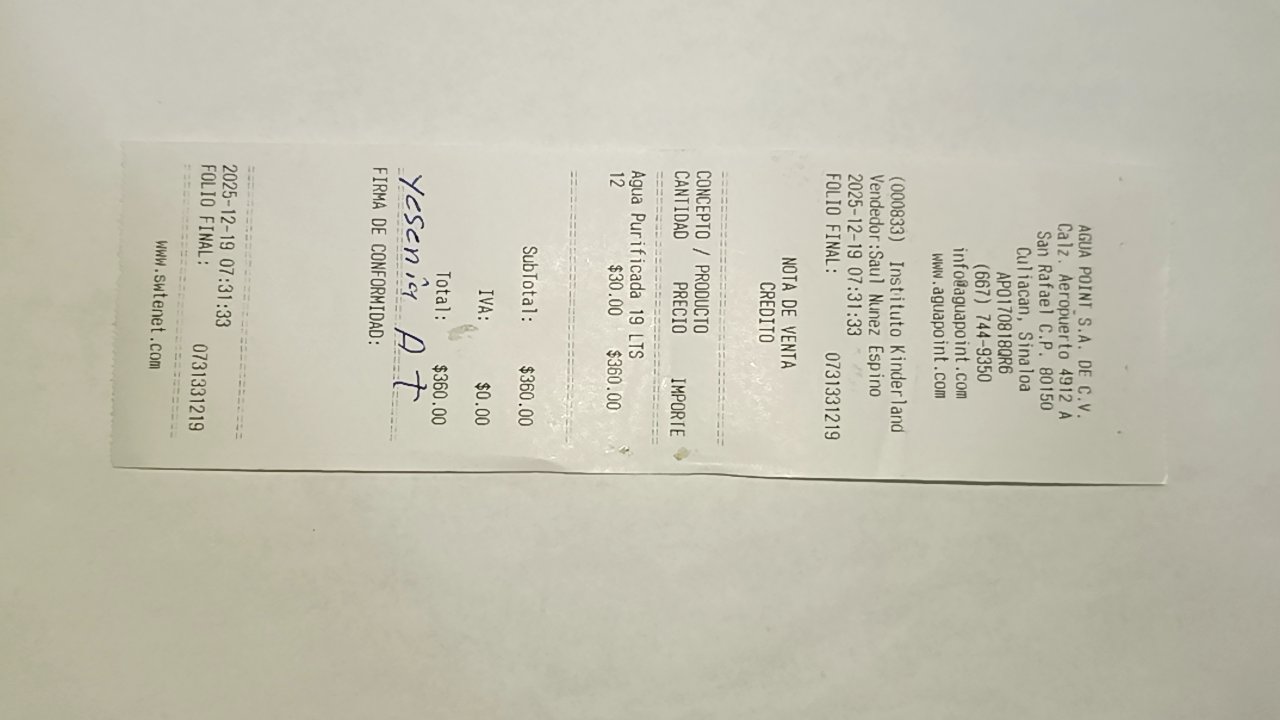 AGUA POINT S.A. DE C.V.
Calz. Aeropuerto 4912 A
San Rafael C.P. 80150
Culiacan, Sinaloa
APO170818QR6
(667) 744-9350
info@aguapoint.com
www.aguapoint.com
(000833) Instituto Kinderland
Vendedor:Saul Nunez Espino
2025-12-19 07:31:33
FOLIO FINAL: 0731331219
NOTA DE VENTA
CREDITO
CONCEPTO / PRODUCTO
CANTIDAD PRECIO IMPORTE
Agua Purificada 19 LTS
12 $30.00 $360.00
SubTotal: $360.00
IVA: $0.00
Total: $360.00
Yesenia A T
FIRMA DE CONFORMIDAD:
2025-12-19 07:31:33
FOLIO FINAL: 0731331219
www.swtenet.com